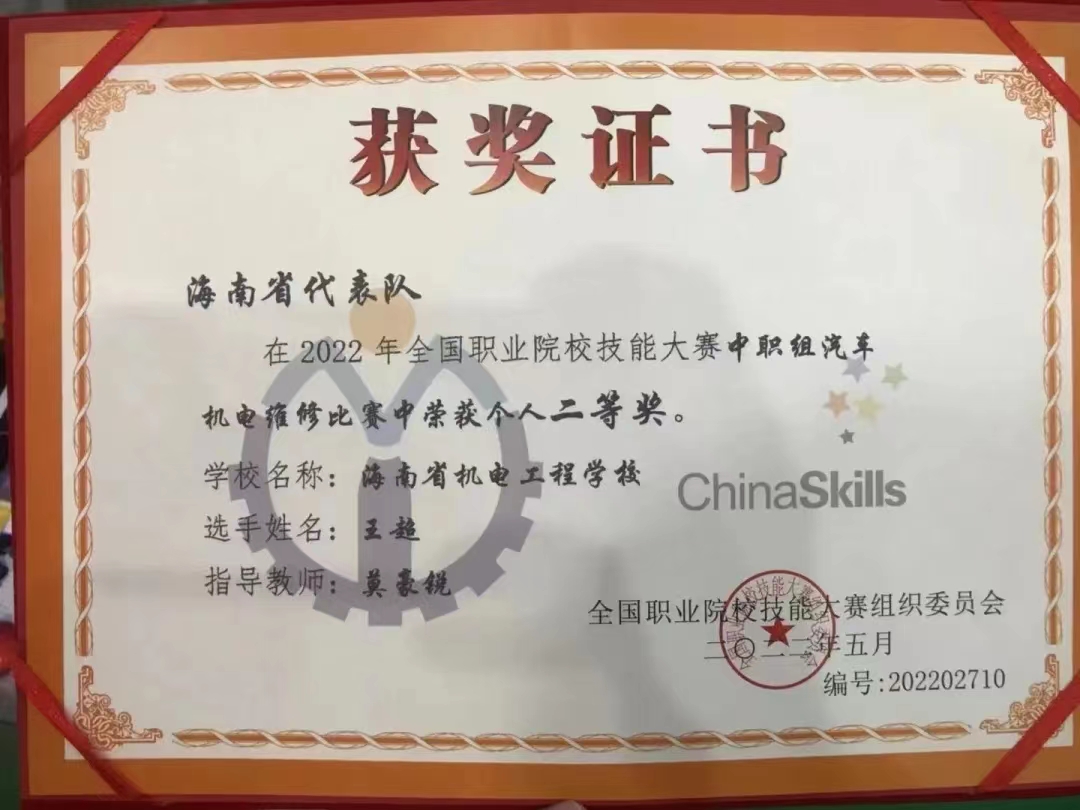 获奖证书
海南省代表队
在 2022 年全国职业院校技能大赛中职组汽车
机电维修比赛中荣获个人二等奖。
学校名称：海南省机电工程学校
选手姓名：王超
指导教师：莫豪锐
ChinaSkills
全国职业院校技能大赛组织委员会
二〇二二年五月
编号:202202710